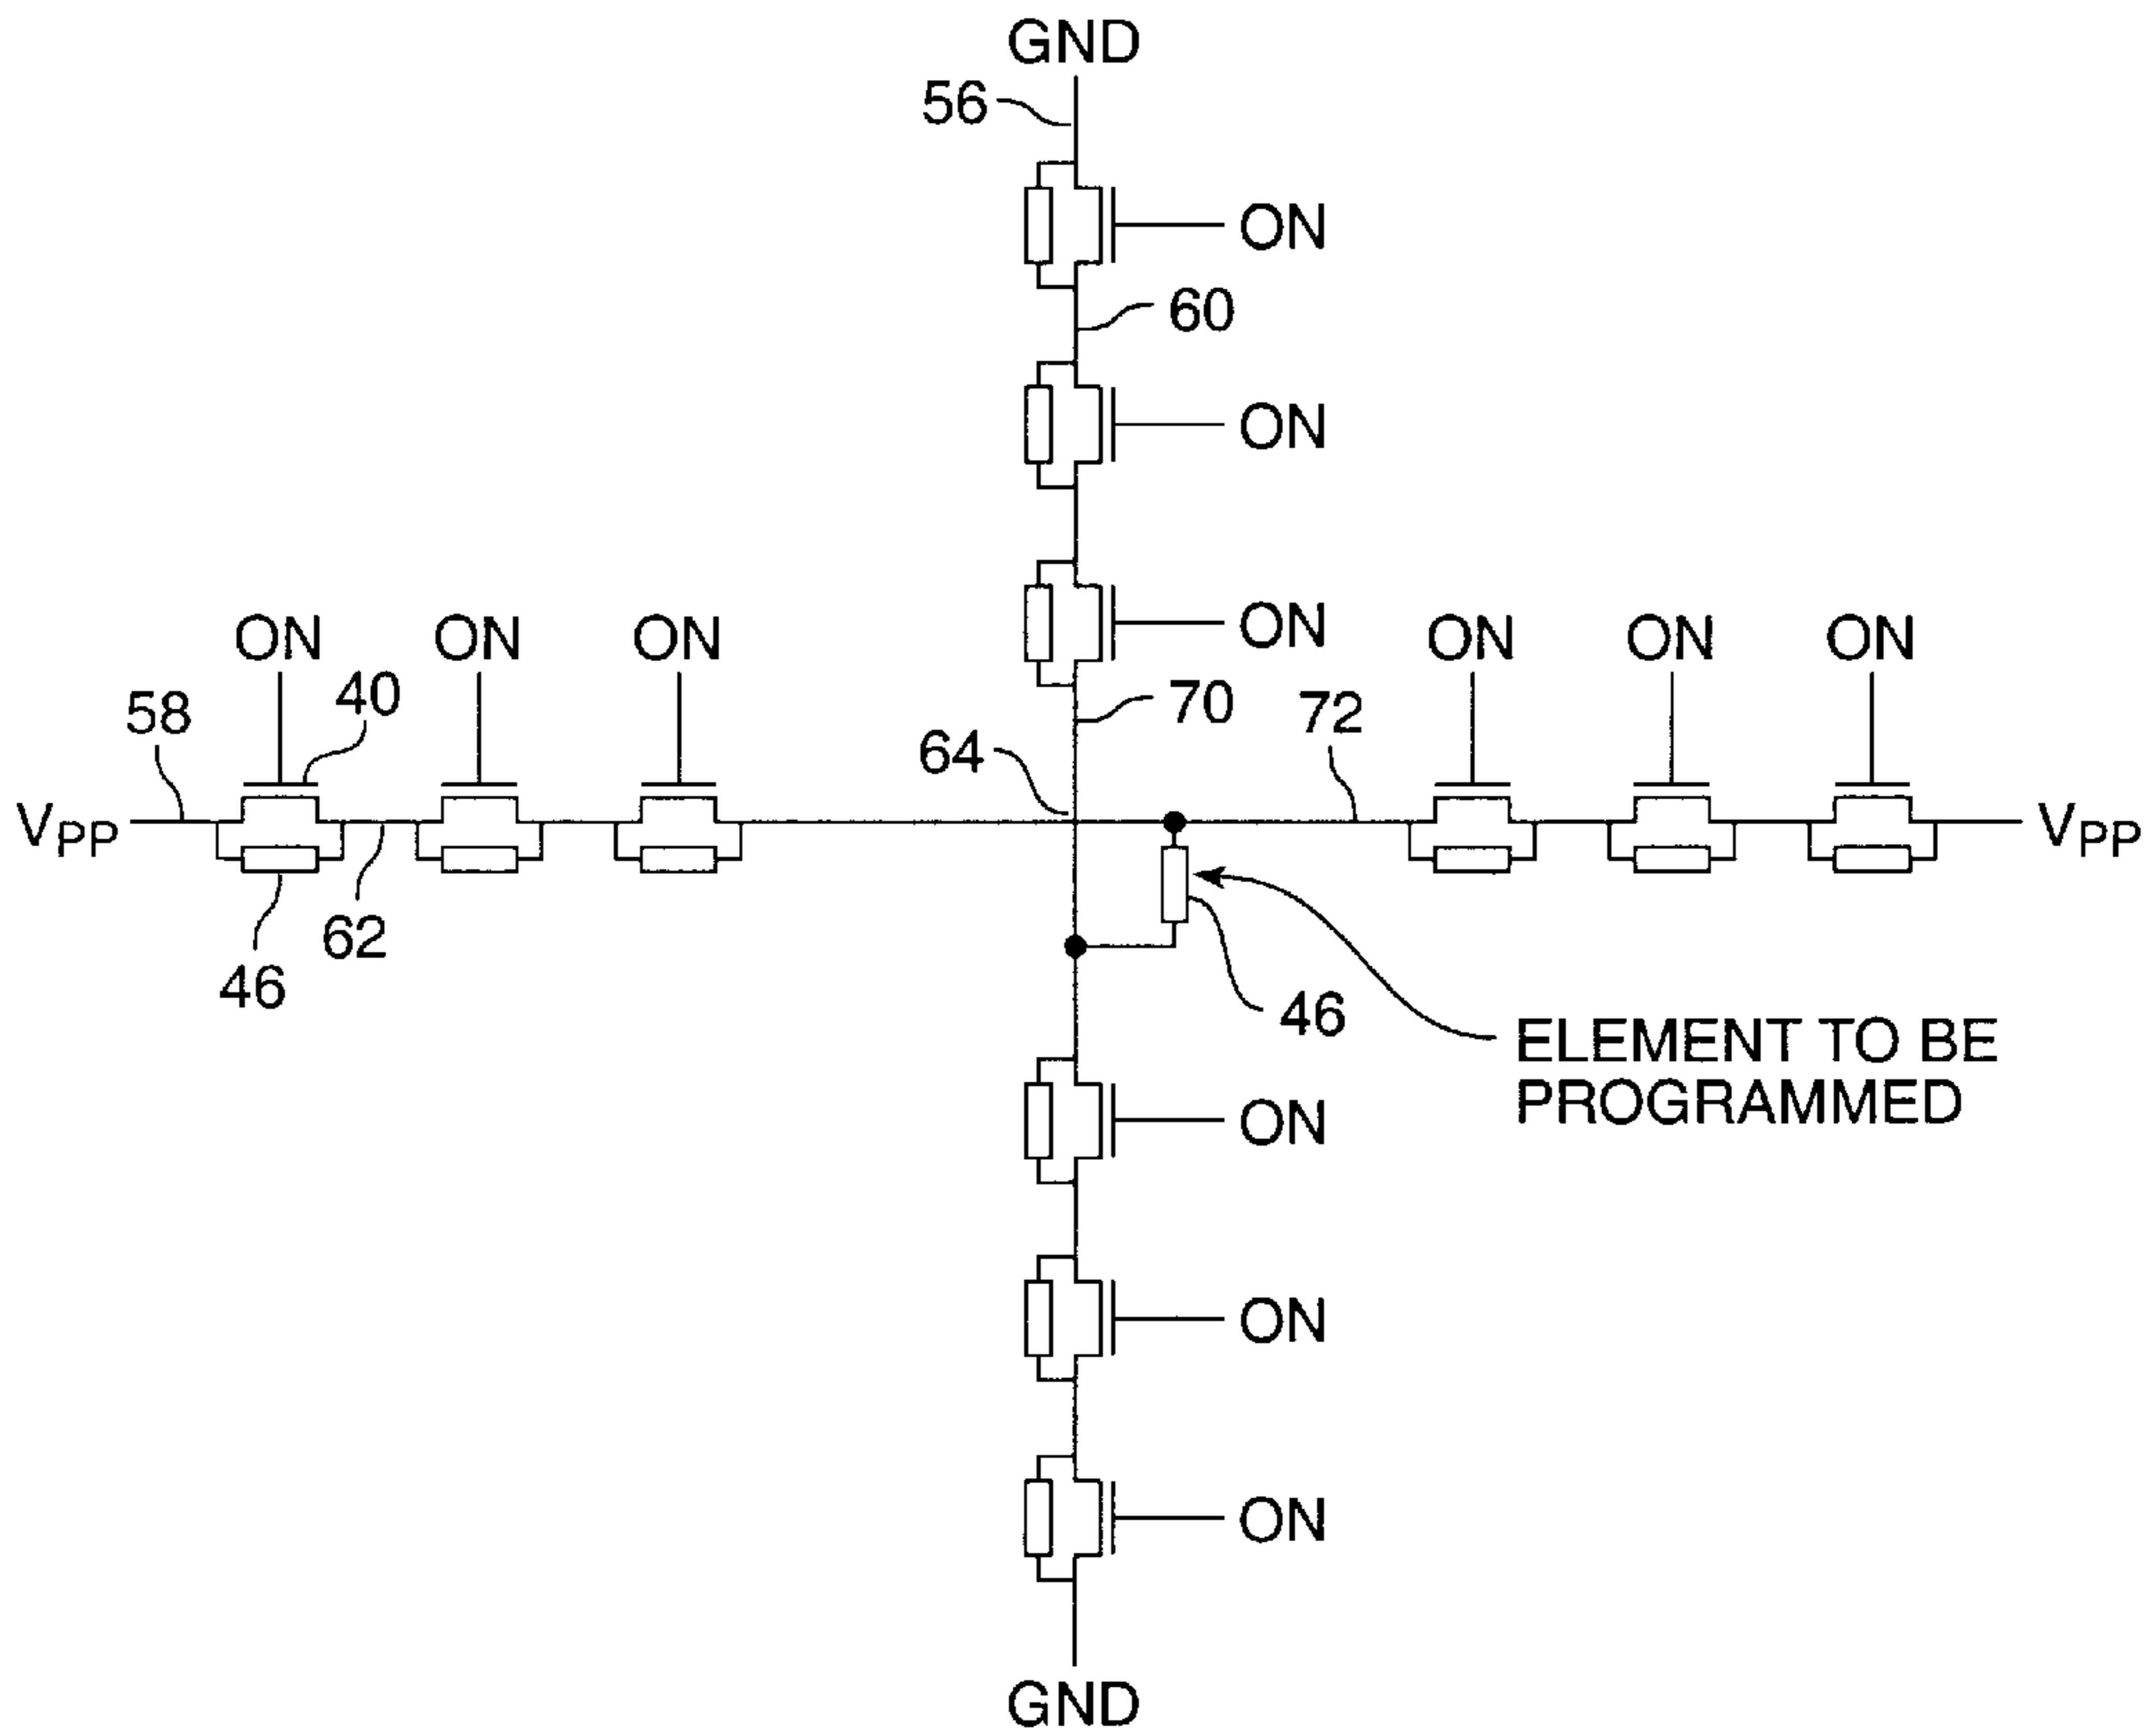 GND
56
ON
60
ON
ON
ON ON ON
ON ON ON
40
58
70
72
64
VPP
VPP
62
46
46
ELEMENT TO BE
PROGRAMMED
ON
ON
ON
GND